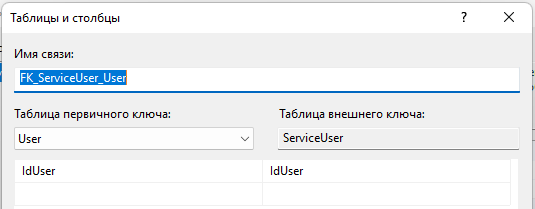 Таблицы и столбцы ?
Имя связи:
FK_ServiceUser_User
Таблица первичного ключа: Таблица внешнего ключа:
User ServiceUser
IdUser IdUser